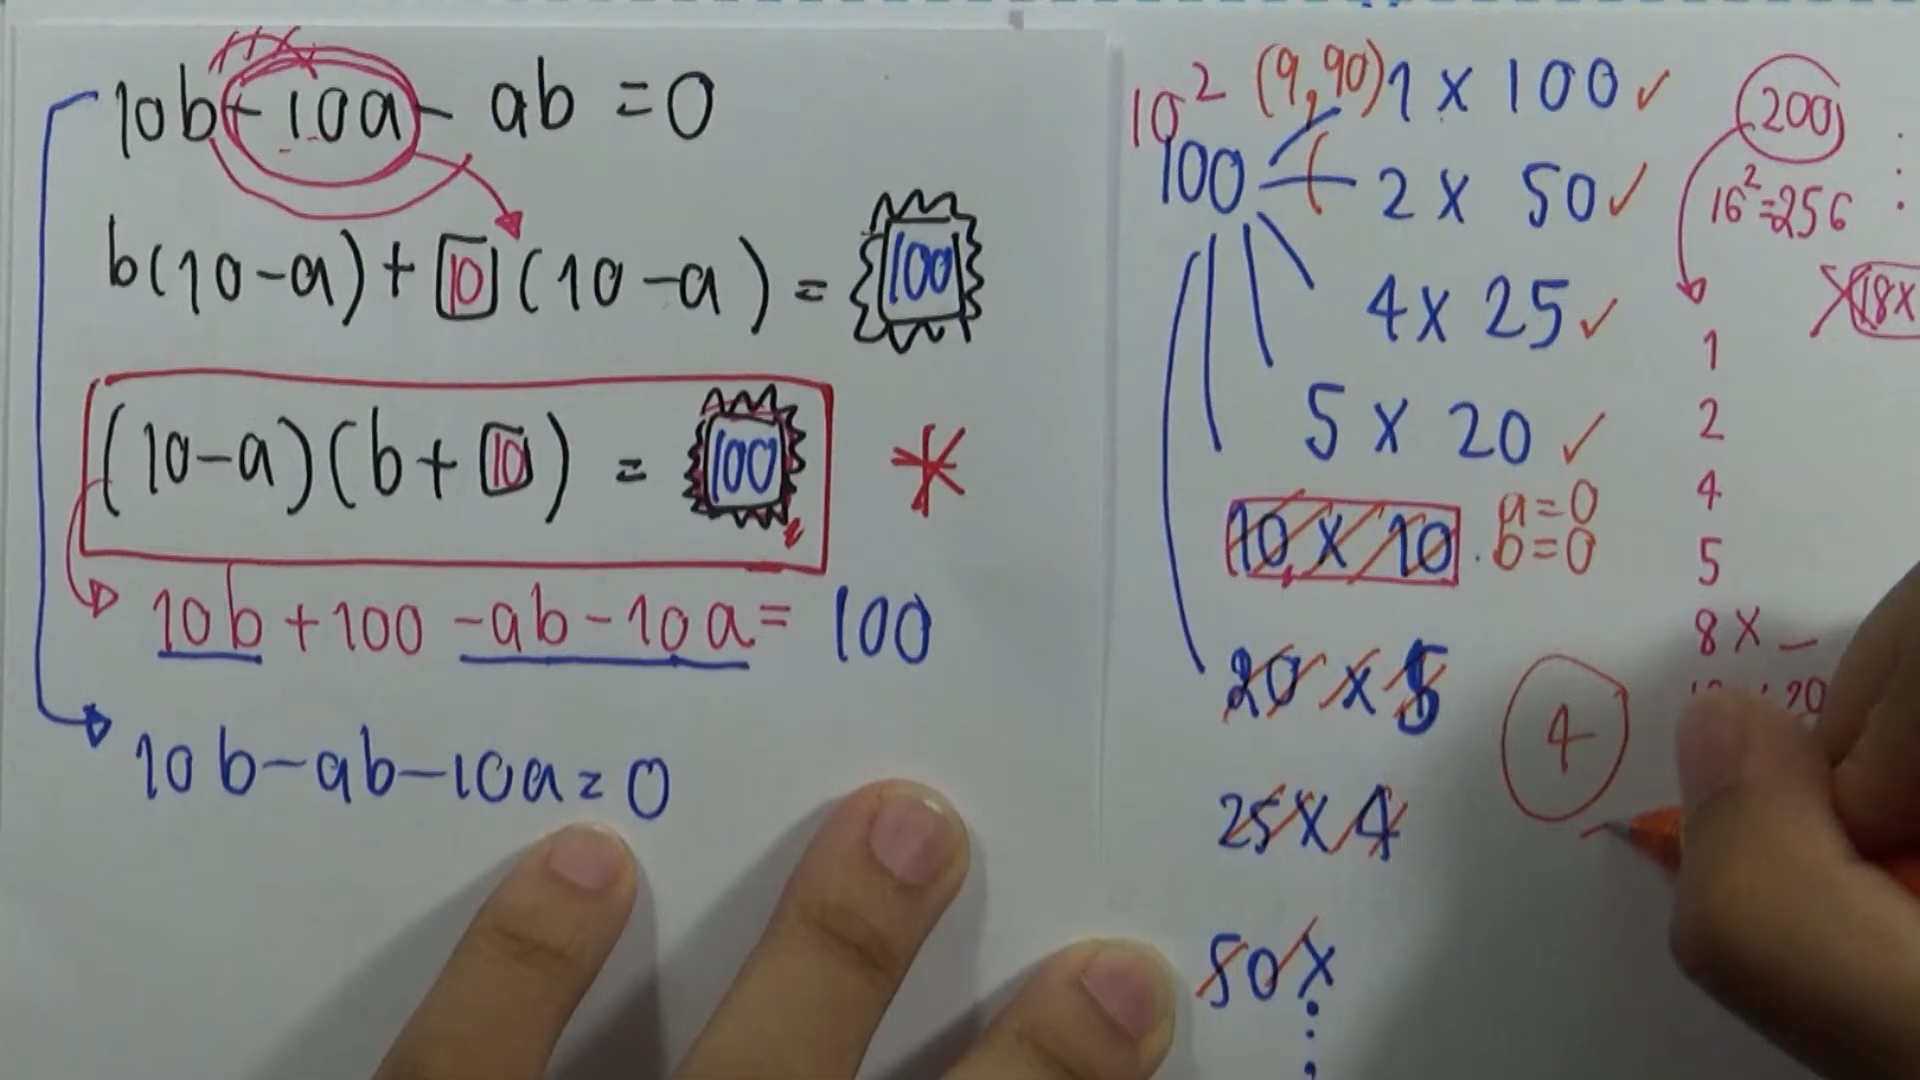 10b - 10a - ab = 0
b(10-a) + 10 (10-a) = 100
(10-a)(b+10) = 100 *
10b + 100 - ab - 10a = 100
10b - ab - 10a = 0
10² (9,90) 1 x 100 ✓
100
2 x 50 ✓
4 x 25 ✓
5 x 20 ✓
10 x 10 a=0
b=0
20 x 5
25 x 4
50 x
4
200
16²=256
18x
1
2
4
5
8 x _
20